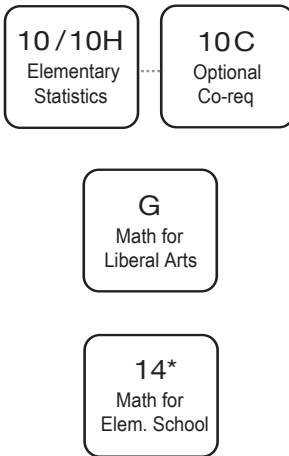 10/10H
Elementary
Statistics
10C
Optional
Co-req
G
Math for
Liberal Arts
14*
Math for
Elem. School